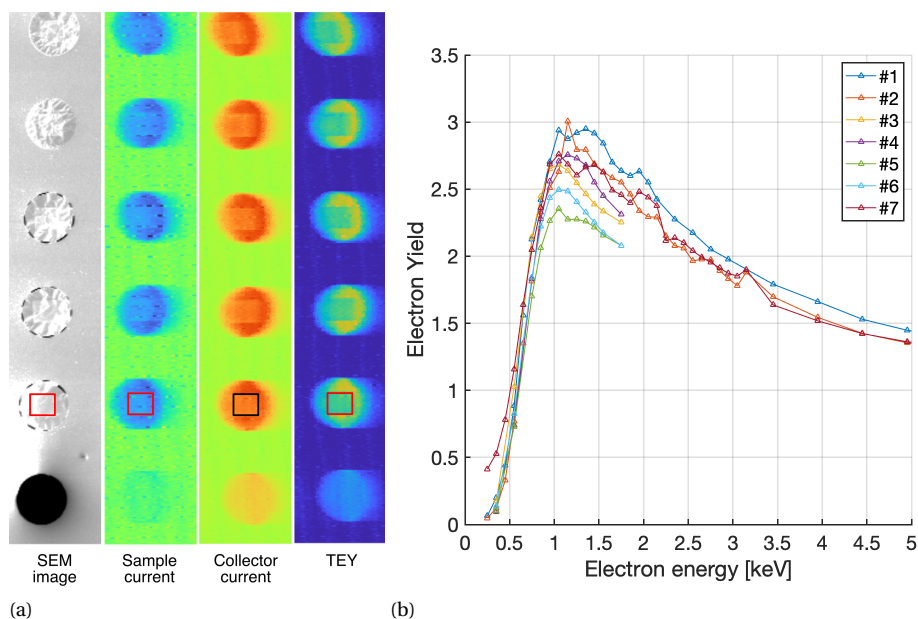 SEM
image
Sample
current
Collector
current
TEY
(a)
Electron Yield
3.5
3
2.5
2
1.5
1
0.5
0
0 0.5 1 1.5 2 2.5 3 3.5 4 4.5 5
Electron energy [keV]
#1
#2
#3
#4
#5
#6
#7
(b)